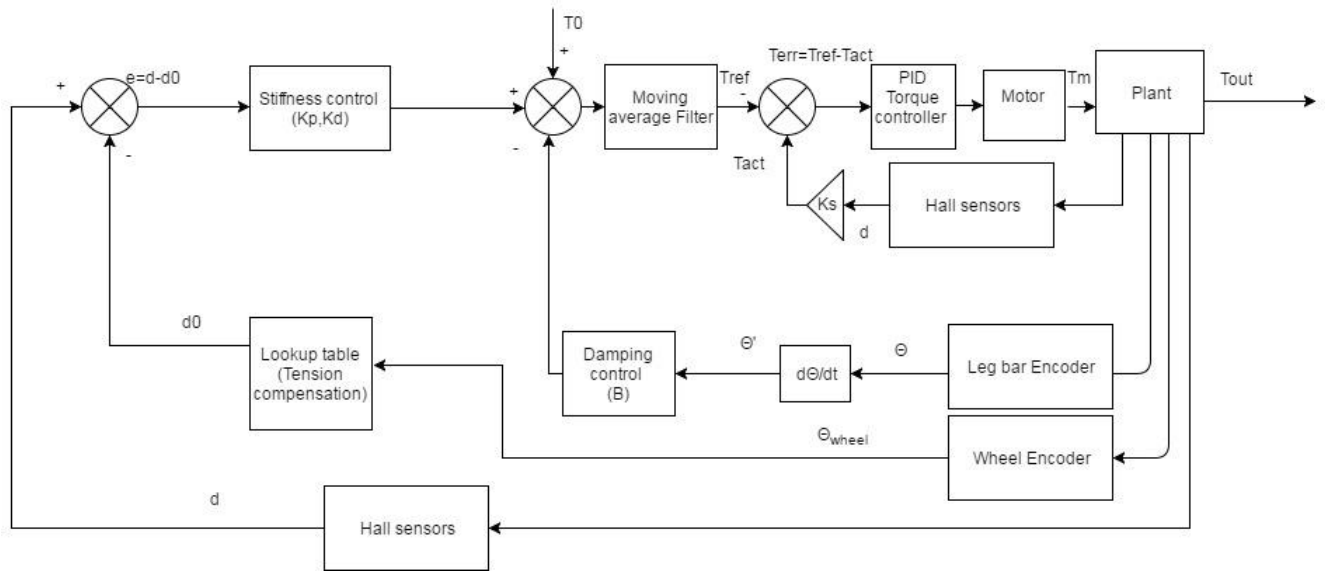 T0
+
Terr=Tref-Tact
+
e=d-d0
Stiffness control
(Kp,Kd)
+
Moving
average Filter
Tref
-
PID
Torque
controller
Motor
Tm
Plant
Tout
-
-
Tact
Ks
d
Hall sensors
d0
Lookup table
(Tension
compensation)
Damping
control
(B)
Θ'
dΘ/dt
Θ
Leg bar Encoder
Θwheel
Wheel Encoder
d
Hall sensors